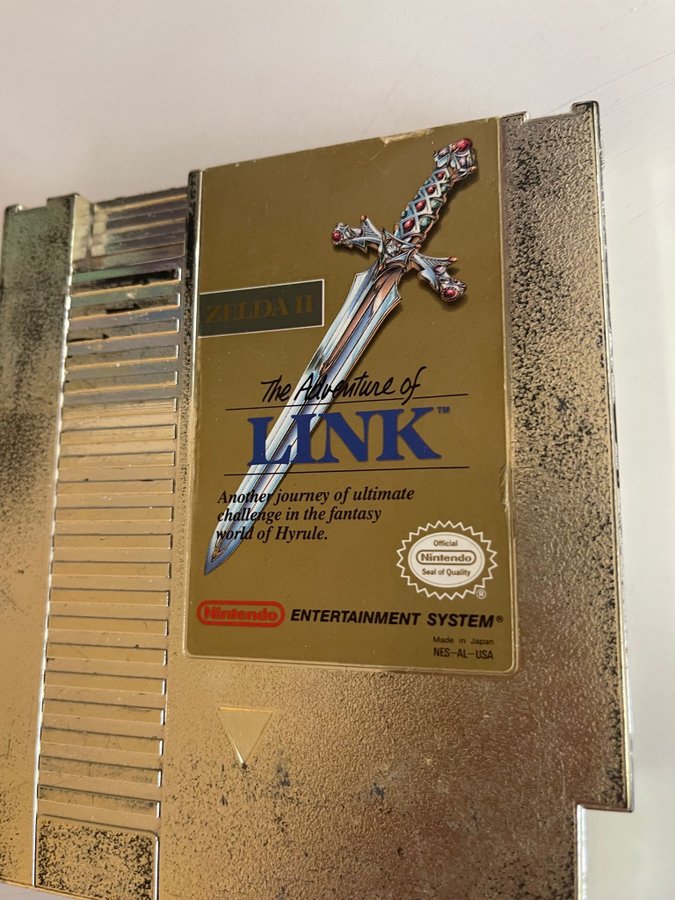 ZELDA II
The Adventure of
LINK™
Another journey of ultimate
challenge in the fantasy
world of Hyrule.
Official
Nintendo
Seal of Quality
®
Nintendo ENTERTAINMENT SYSTEM®
Made in Japan
NES-AL-USA